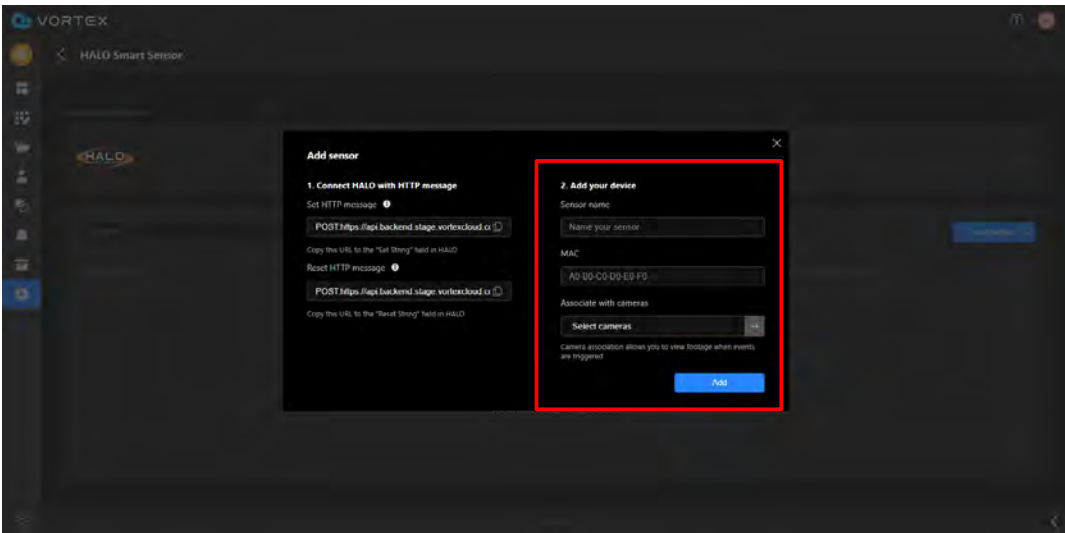 VORTEX
HALO Smart Sensor
HALO
Add sensor
1. Connect HALO with HTTP message
Set HTTP message
POST:https://api.backend.stage.vortexcloud.co
Copy this URL to the "Set String" field in HALO
Reset HTTP message
POST:https://api.backend.stage.vortexcloud.co
Copy this URL to the "Reset String" field in HALO
2. Add your device
Sensor name
Name your sensor
MAC
A0-B0-C0-D0-E0-F0
Associate with cameras
Select cameras
Camera association allows you to view footage when events
are triggered
Add